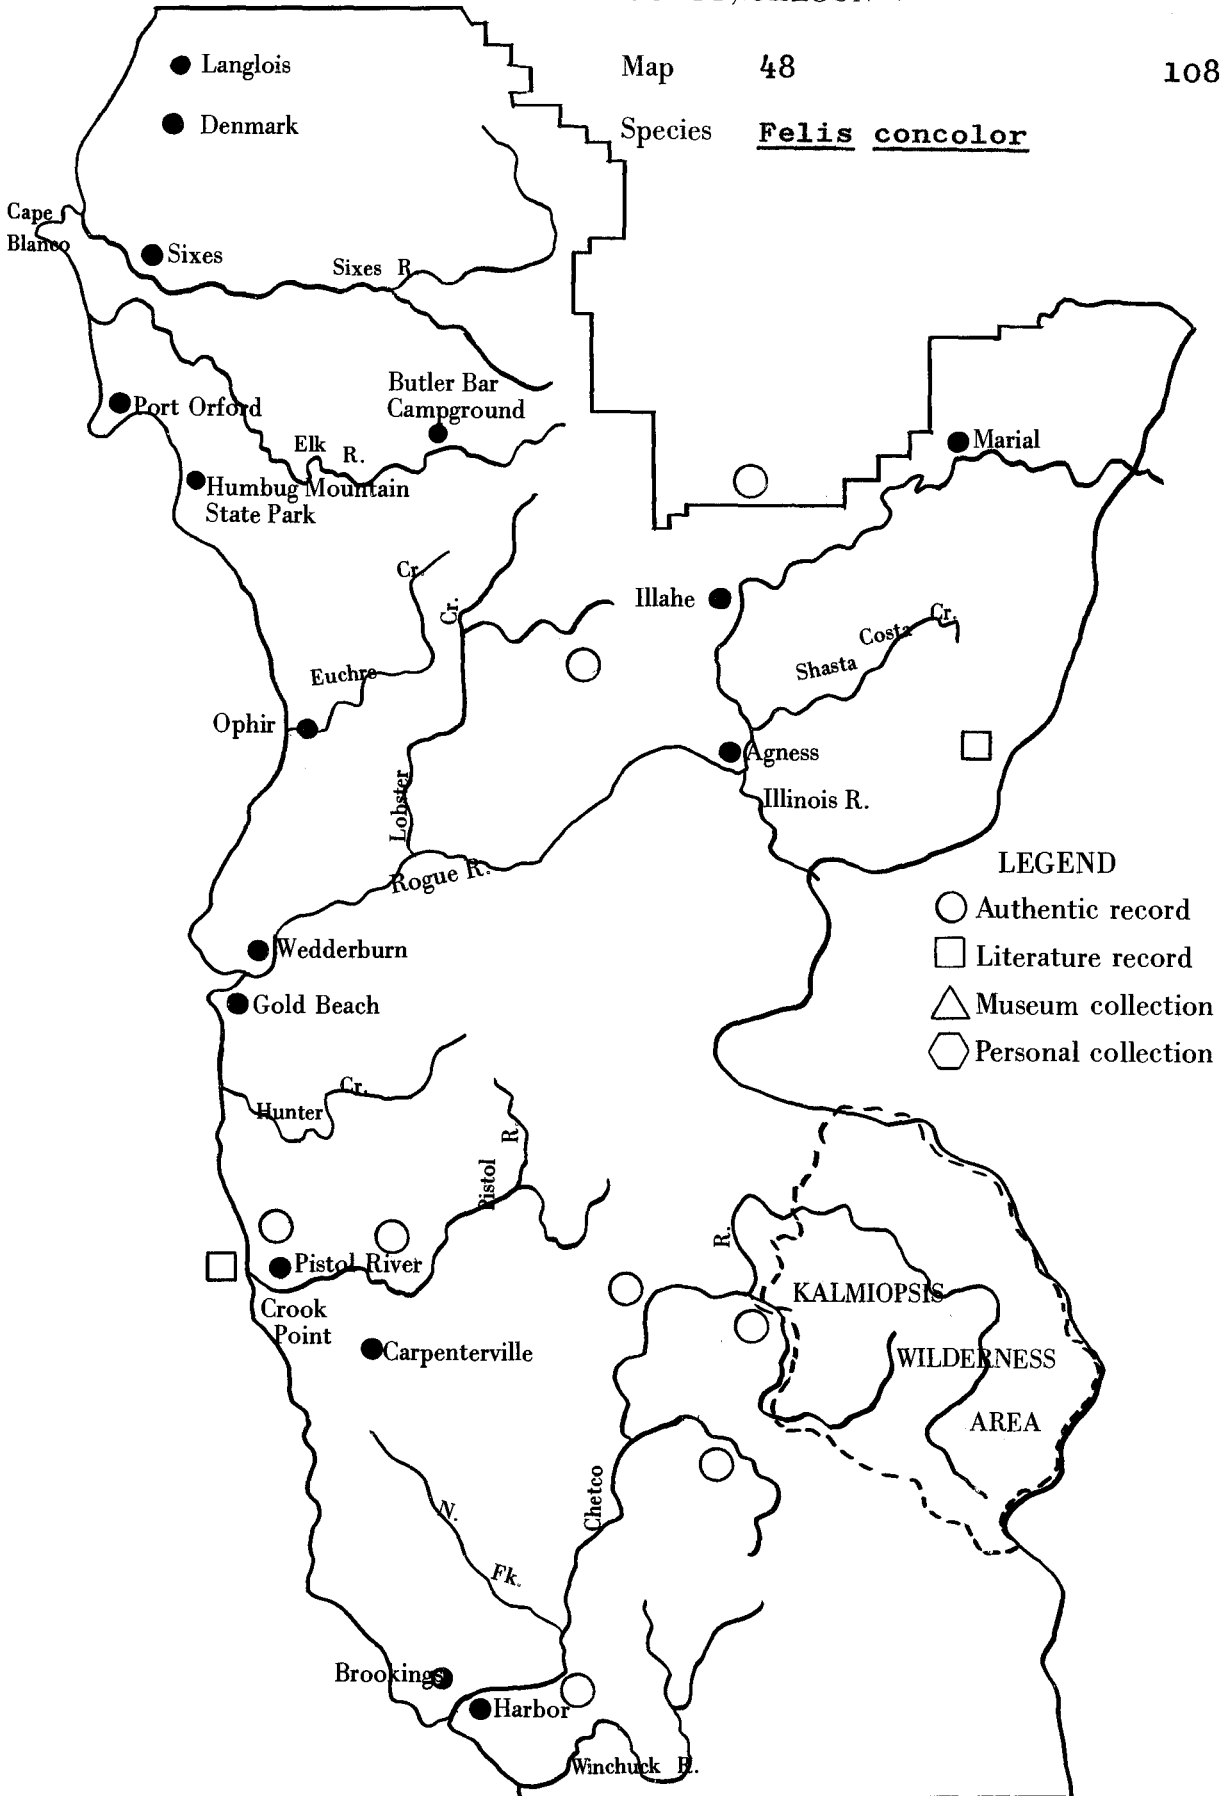 Map 48 108
Species Felis concolor
Langlois
Denmark
Cape
Blanco
Sixes
Sixes R.
Butler Bar
Campground
Port Orford
Elk R.
Marial
Humbug Mountain
State Park
Cr.
Cr.
Illahe
Costa Cr.
Shasta
Euchre
Ophir
Agness
Lobster
Illinois R.
Rogue R.
LEGEND
Authentic record
Literature record
Museum collection
Personal collection
Wedderburn
Gold Beach
Cr.
Hunter
R.
Pistol
R.
Pistol River
KALMIOPSIS
Crook
Point
Carpenterville
WILDERNESS
AREA
Chetco
N.
Fk.
Brookings
Harbor
Winchuck R.